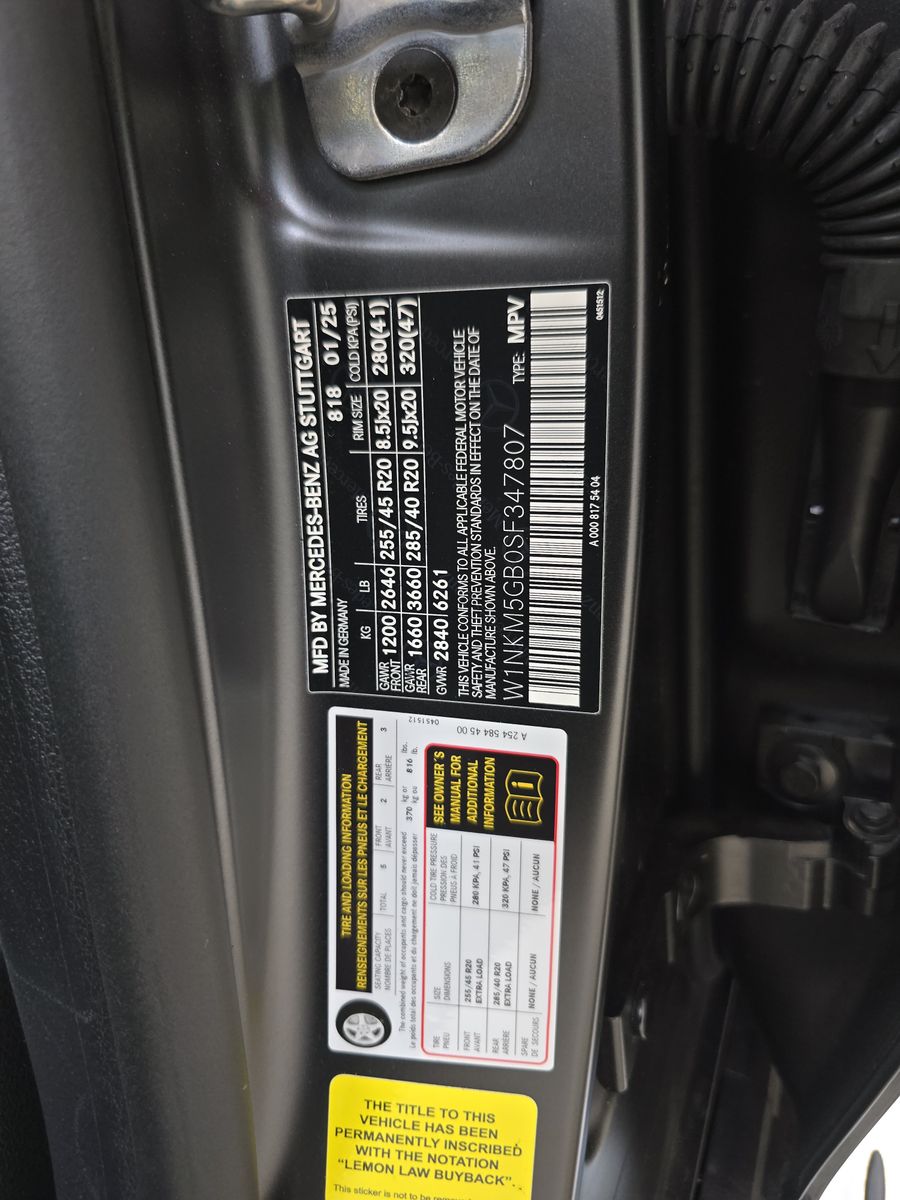 MFD BY MERCEDES-BENZ AG STUTTGART
MADE IN GERMANY 818 01/25
KG LB TIRES RIM SIZE COLD KPA(PSI)
GAWR FRONT 1200 2646 255/45 R20 8.5Jx20 280(41)
GAWR REAR 1660 3660 285/40 R20 9.5Jx20 320(47)
GVWR 2840 6261
THIS VEHICLE CONFORMS TO ALL APPLICABLE FEDERAL MOTOR VEHICLE
SAFETY AND THEFT PREVENTION STANDARDS IN EFFECT ON THE DATE OF
MANUFACTURE SHOWN ABOVE.
W1NKM5GB0SF347807 TYPE: MPV
A 000 817 54 04
0451512
TIRE AND LOADING INFORMATION
RENSEIGNEMENTS SUR LES PNEUS ET LE CHARGEMENT
SEATING CAPACITY TOTAL 5 FRONT 2 REAR 3
NOMBRE DE PLACES AVANT ARRIÈRE
The combined weight of occupants and cargo should never exceed 370 kg or 816 lbs.
Le poids total des occupants et du chargement ne doit jamais dépasser kg ou lb.
0451512
TIRE SIZE COLD TIRE PRESSURE
PNEU DIMENSIONS PRESSION DES
PNEUS À FROID
FRONT 255/45 R20 280 KPA, 41 PSI
AVANT EXTRA LOAD
REAR 285/40 R20 320 KPA, 47 PSI
ARRIÈRE EXTRA LOAD
SPARE NONE / AUCUN NONE / AUCUN
DE SECOURS
SEE OWNER'S
MANUAL FOR
ADDITIONAL
INFORMATION
A 254 584 45 00
THE TITLE TO THIS
VEHICLE HAS BEEN
PERMANENTLY INSCRIBED
WITH THE NOTATION
"LEMON LAW BUYBACK".
This sticker is not to be